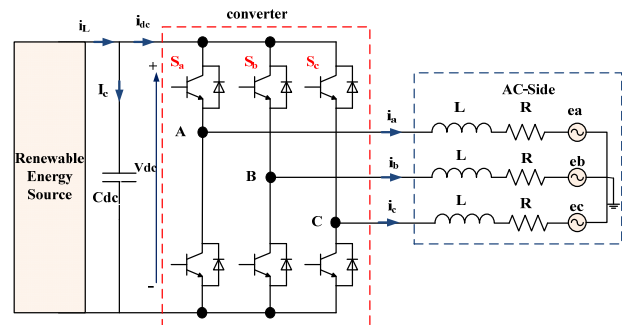 converter
iL
idc
Sa
Sb
Sc
+
AC-Side
Ic
L
R
ea
ia
A
Renewable
Energy
Source
Vdc
Cdc
L
R
eb
ib
B
L
R
ec
ic
C
-